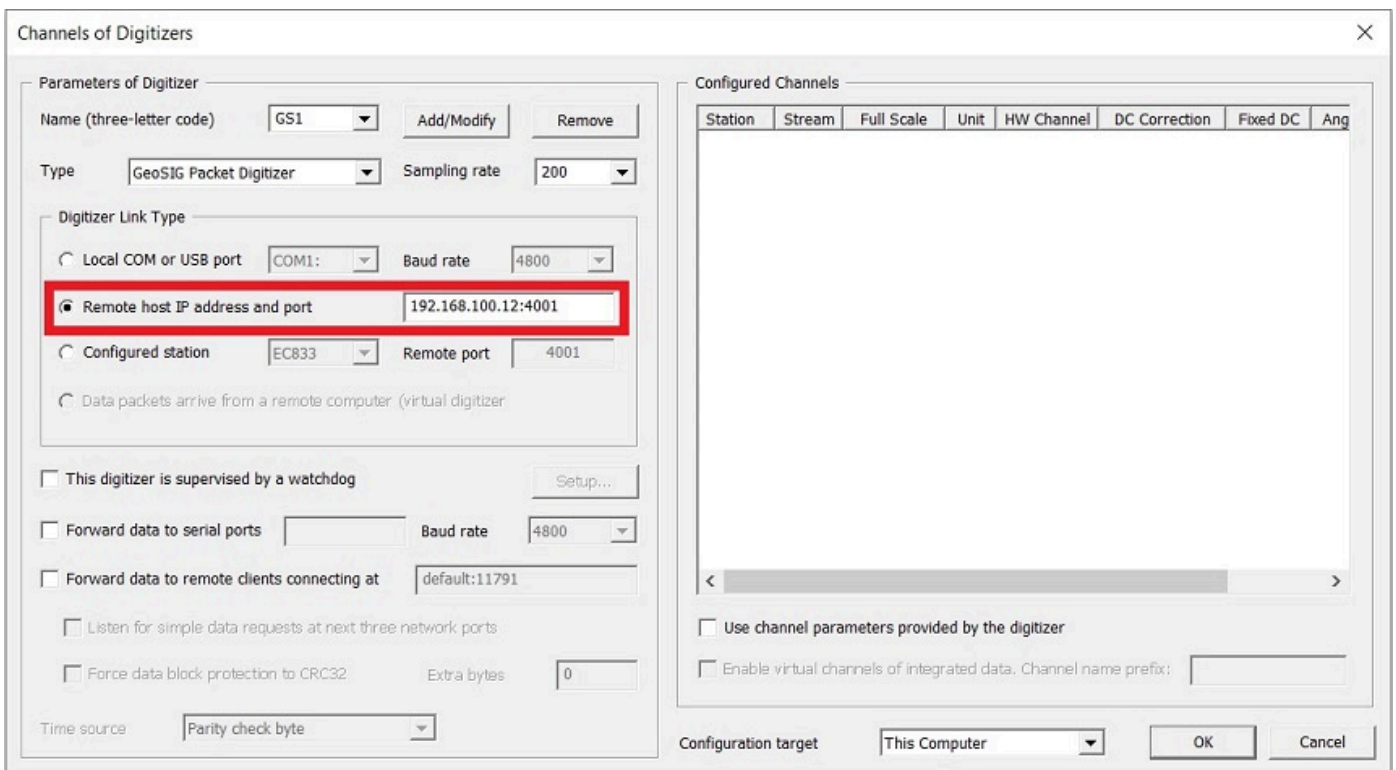 Channels of Digitizers
Parameters of Digitizer
Name (three-letter code) GS1 Add/Modify Remove
Type GeoSIG Packet Digitizer Sampling rate 200
Digitizer Link Type
Local COM or USB port COM1: Baud rate 4800
Remote host IP address and port 192.168.100.12:4001
Configured station EC833 Remote port 4001
Data packets arrive from a remote computer (virtual digitizer
This digitizer is supervised by a watchdog Setup...
Forward data to serial ports Baud rate 4800
Forward data to remote clients connecting at default:11791
Listen for simple data requests at next three network ports
Force data block protection to CRC32 Extra bytes 0
Time source Parity check byte
Configured Channels
Station Stream Full Scale Unit HW Channel DC Correction Fixed DC Ang
Use channel parameters provided by the digitizer
Enable virtual channels of integrated data. Channel name prefix:
Configuration target This Computer OK Cancel